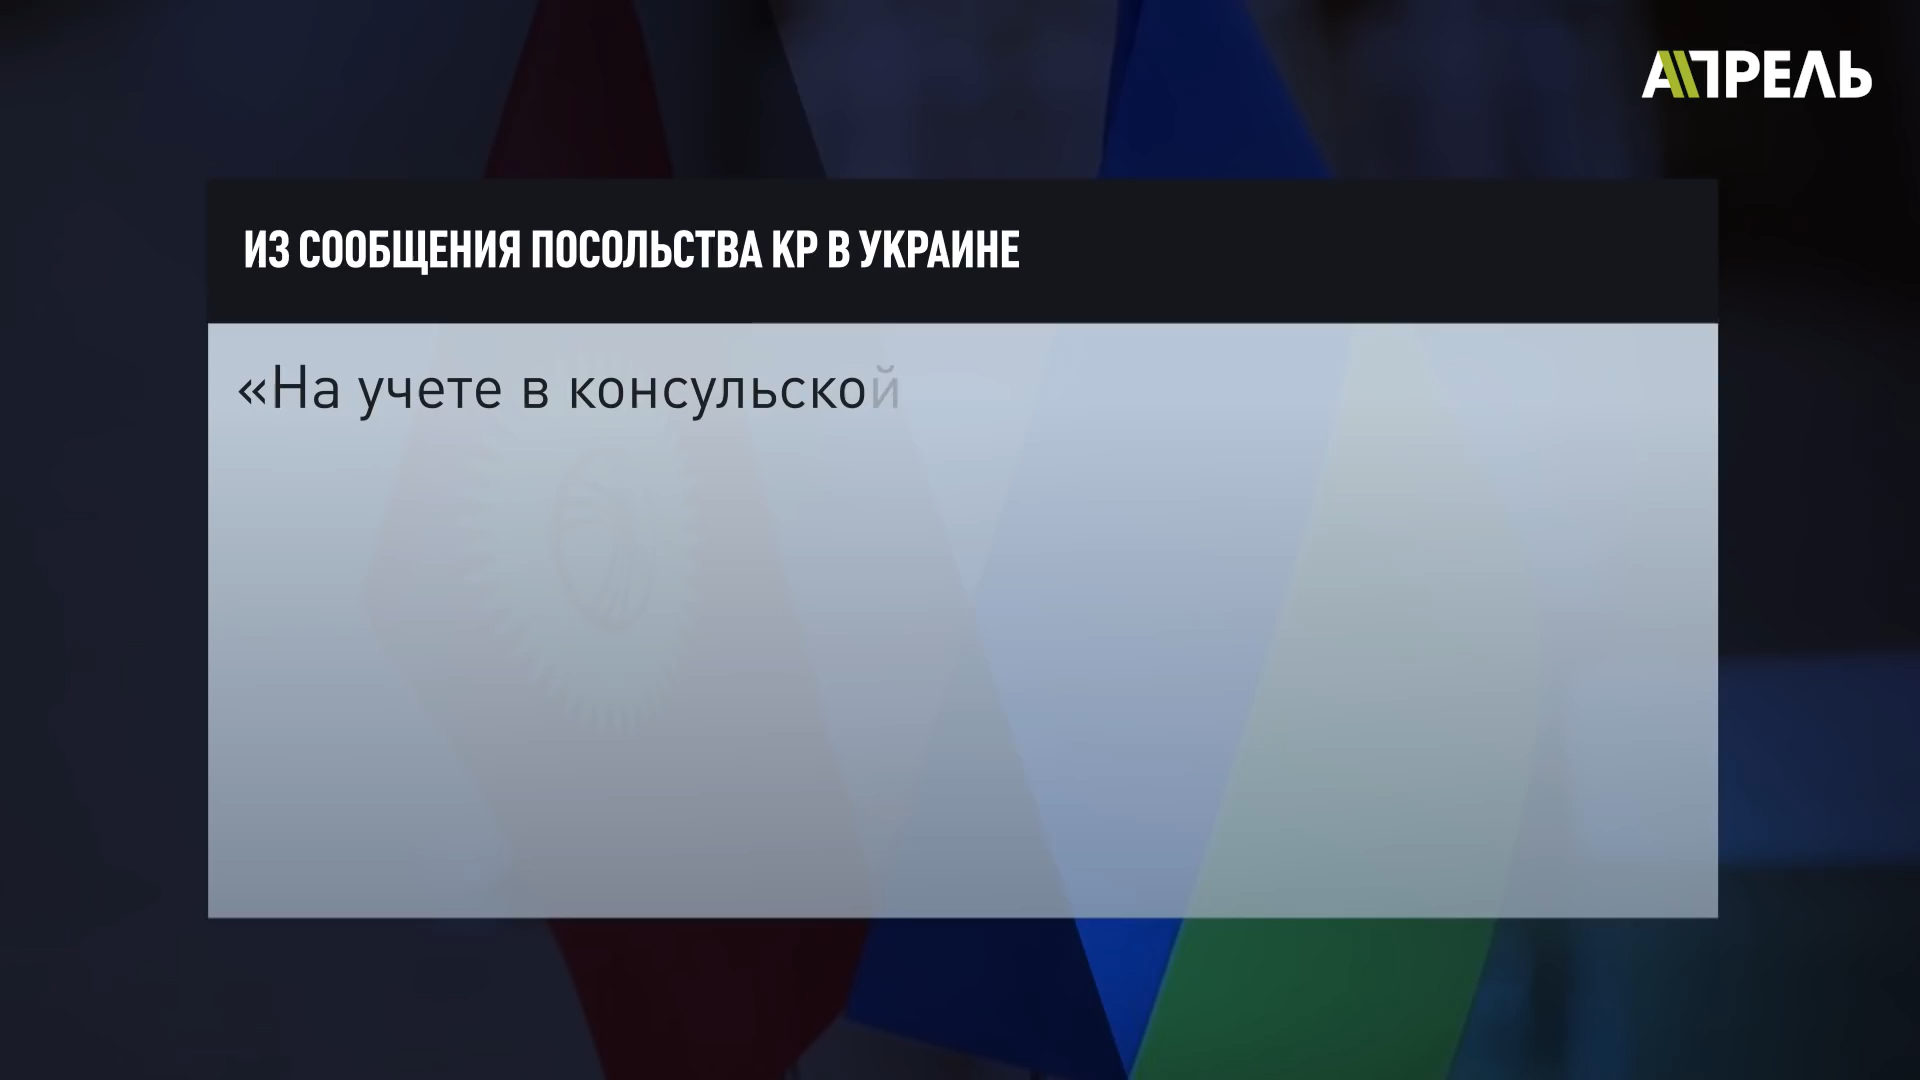 АПРЕЛЬ
ИЗ СООБЩЕНИЯ ПОСОЛЬСТВА КР В УКРАИНЕ
«На учете в консульской